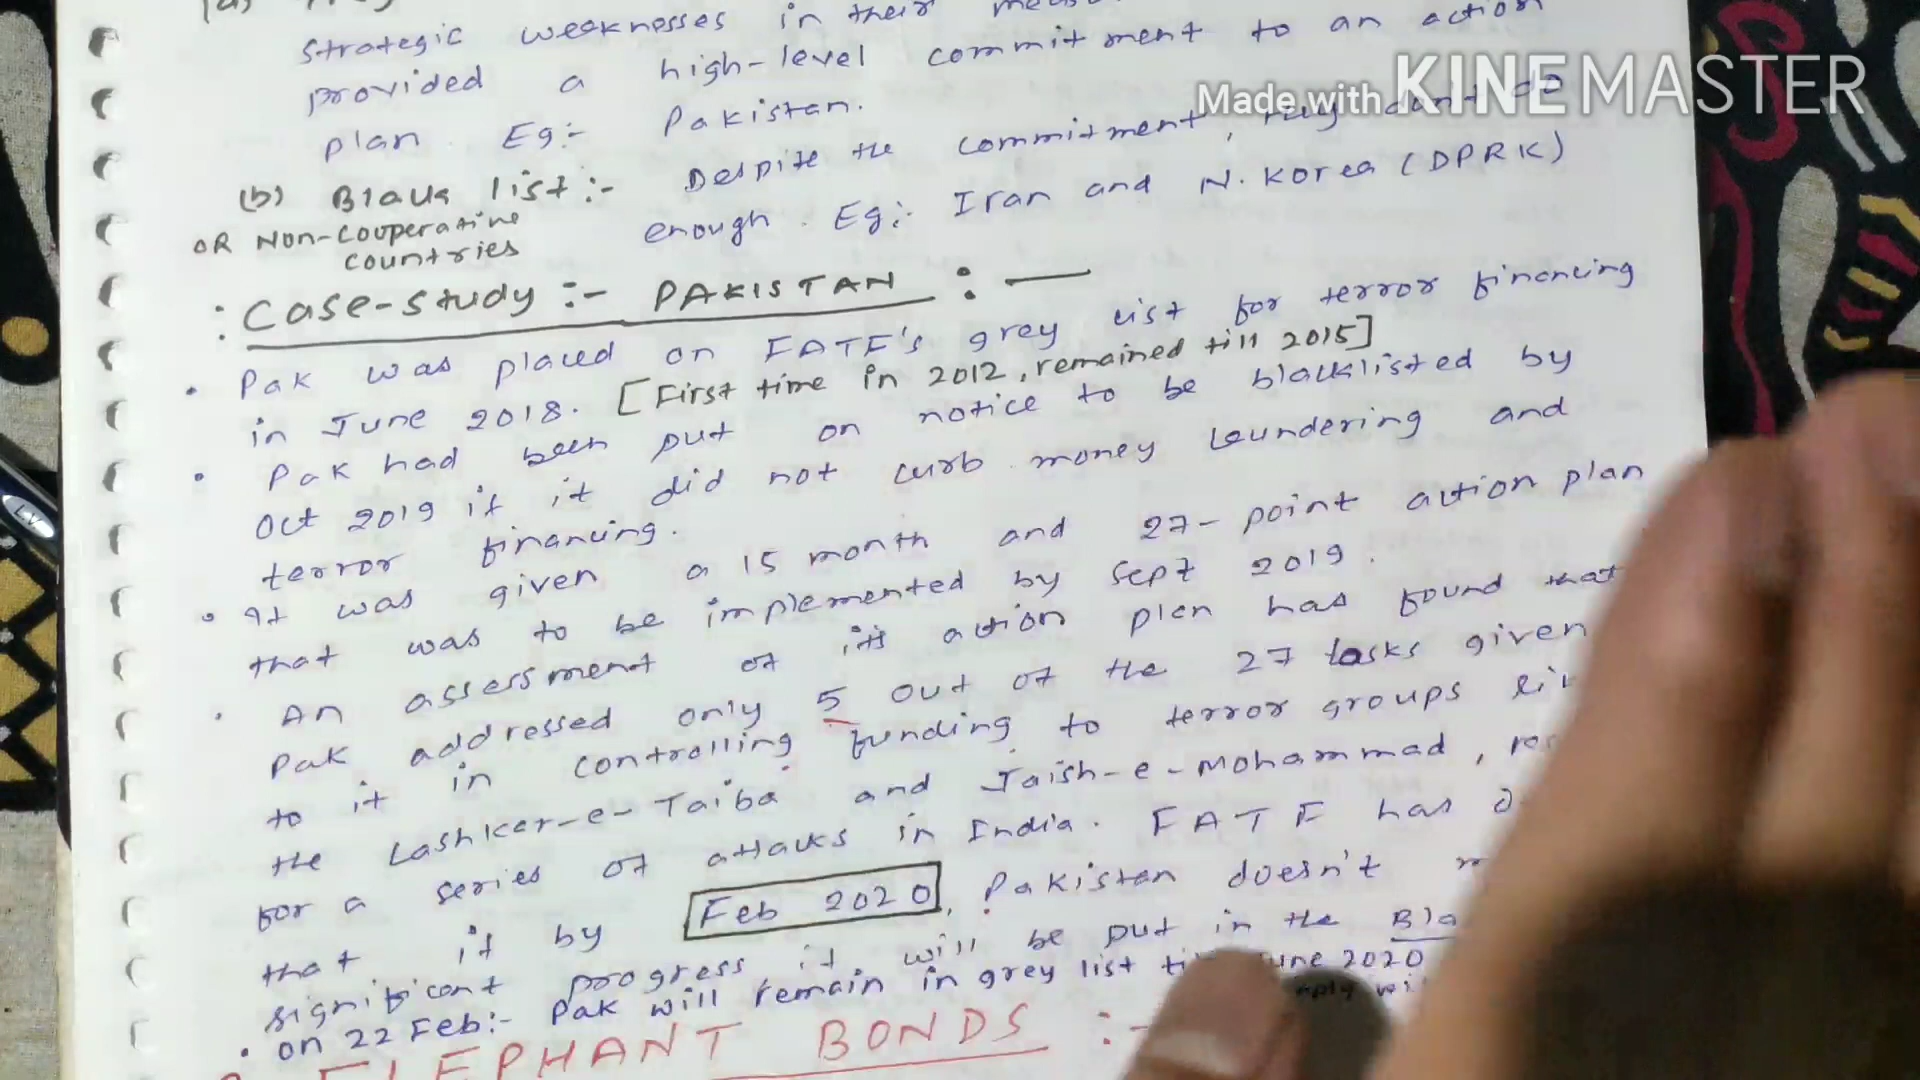 strategic weaknesses in their
provided a high-level commitment to an action
plan Eg:- Pakistan.
Made with KINEMASTER
(b) Black list :- Despite the commitment, they don't do
OR Non-Cooperative countries
enough. Eg:- Iran and N. Korea (DPRK)
: Case-study :- PAKISTAN : —
• Pak was placed on FATF's grey list for terror financing
in June 2018. [First time in 2012, remained till 2015]
• Pak had been put on notice to be blacklisted by
Oct 2019 if it did not curb money laundering and
terror financing.
• It was given a 15 month and 27-point action plan
that was to be implemented by Sept 2019.
• An assessment of its action plan has found that
Pak addressed only 5 out of the 27 tasks given
to it in controlling funding to terror groups
the Lashker-e-Taiba and Jaish-e-Mohammad,
for a series of attacks in India. FATF has
that if by Feb 2020, Pakistan doesn't
significant progress it will be put in the
• on 22 Feb:- Pak will remain in grey list June 2020
ELEPHANT BONDS :-
LV